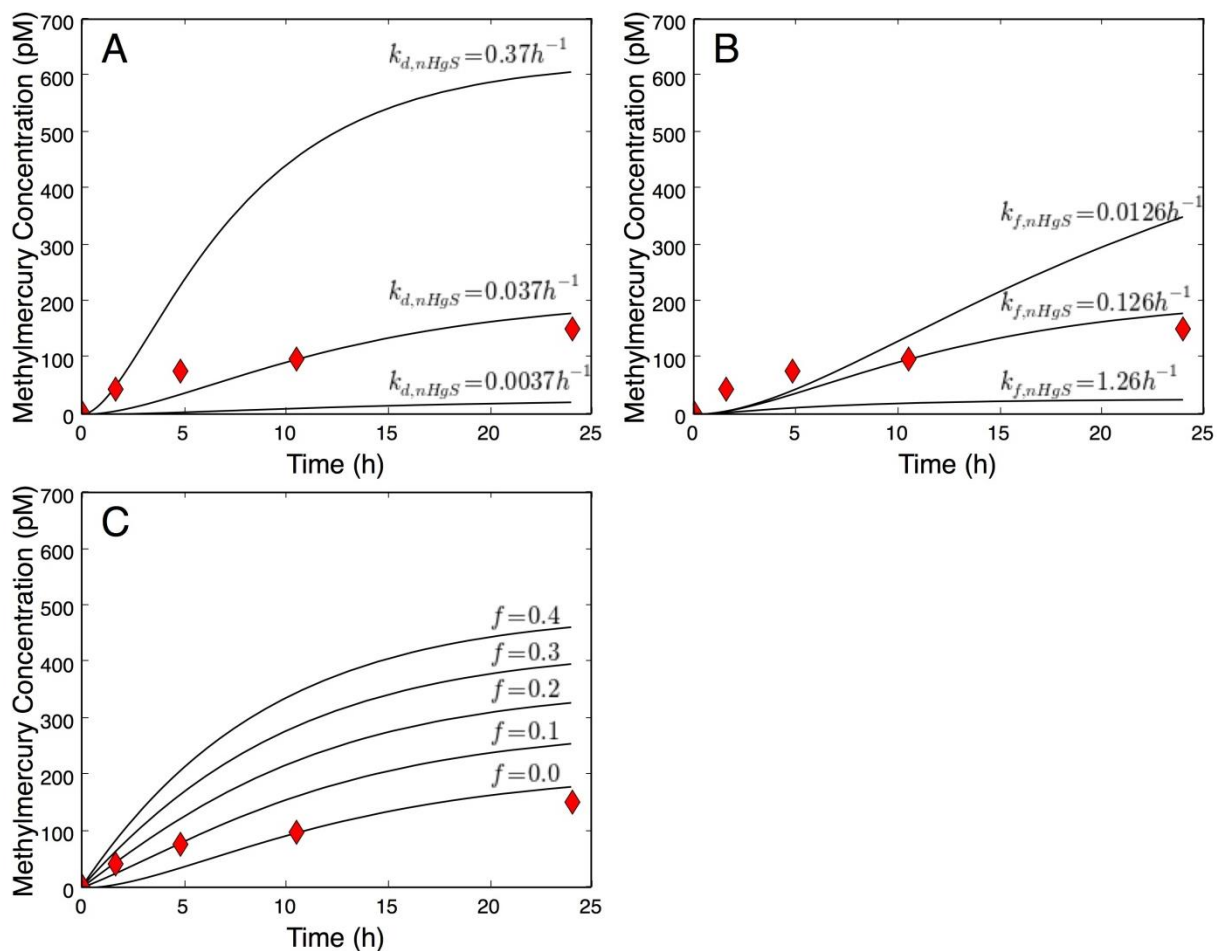 A
Methylmercury Concentration (pM)
700
600
500
400
300
200
100
0
k_{d,nHgS}=0.37h^{-1}
k_{d,nHgS}=0.037h^{-1}
k_{d,nHgS}=0.0037h^{-1}
0 5 10 15 20 25
Time (h)
B
Methylmercury Concentration (pM)
700
600
500
400
300
200
100
0
k_{f,nHgS}=0.0126h^{-1}
k_{f,nHgS}=0.126h^{-1}
k_{f,nHgS}=1.26h^{-1}
0 5 10 15 20 25
Time (h)
C
Methylmercury Concentration (pM)
700
600
500
400
300
200
100
0
f=0.4
f=0.3
f=0.2
f=0.1
f=0.0
0 5 10 15 20 25
Time (h)